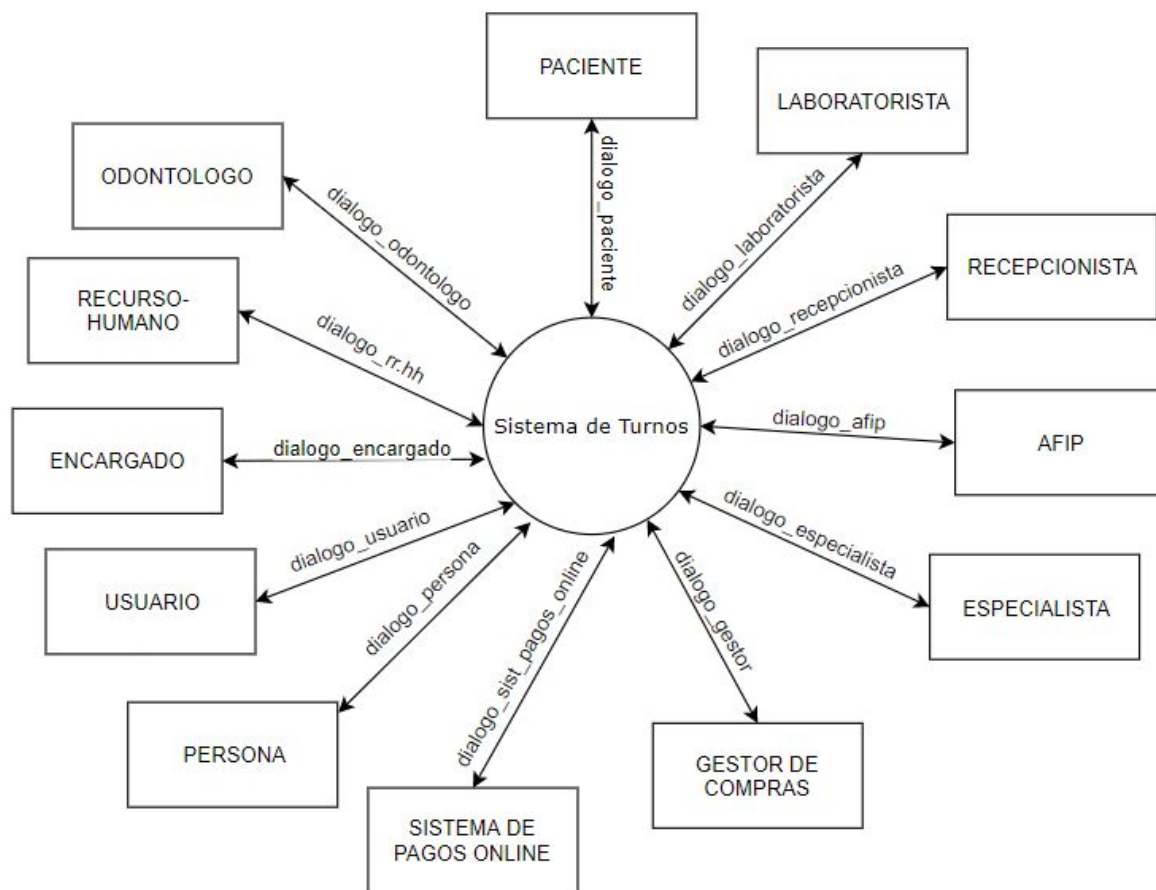 PACIENTE
LABORATORISTA
ODONTOLOGO
dialogo_paciente
dialogo_laboratorista
dialogo_odontologo
RECEPCIONISTA
dialogo_recepcionista
RECURSO-
HUMANO
dialogo_rr.hh
Sistema de Turnos
dialogo_afip
AFIP
ENCARGADO
dialogo_encargado
dialogo_especialista
ESPECIALISTA
USUARIO
dialogo_usuario
dialogo_persona
dialogo_sist_pagos_online
dialogo_gestor
PERSONA
GESTOR DE
COMPRAS
SISTEMA DE
PAGOS ONLINE